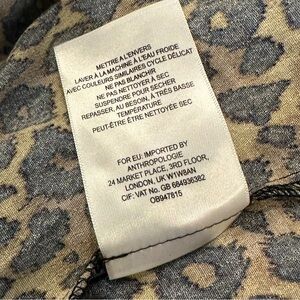 METTRE A L'ENVERS
LAVER À LA MACHINE À L'EAU FROIDE
AVEC COULEURS SIMILAIRES CYCLE DÉLICAT
NE PAS BLANCHIR
NE PAS NETTOYER À SEC
SUSPENDRE POUR SÉCHER
REPASSER, AU BESOIN, À TRÈS BASSE
TEMPÉRATURE
PEUT-ÊTRE ÊTRE NETTOYÉE SEC
FOR EU: IMPORTED BY
ANTHROPOLOGIE
24 MARKET PLACE, 3RD FLOOR,
LONDON, UK W1W8AN
CIF: VAT No. GB 664936382
OB947815